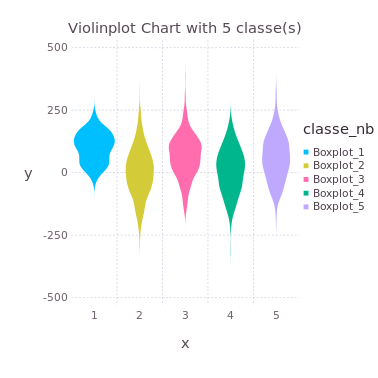 Violinplot Chart with 5 classe(s)
500
250
0
-250
-500
y
1 2 3 4 5
x
classe_nb
Boxplot_1
Boxplot_2
Boxplot_3
Boxplot_4
Boxplot_5